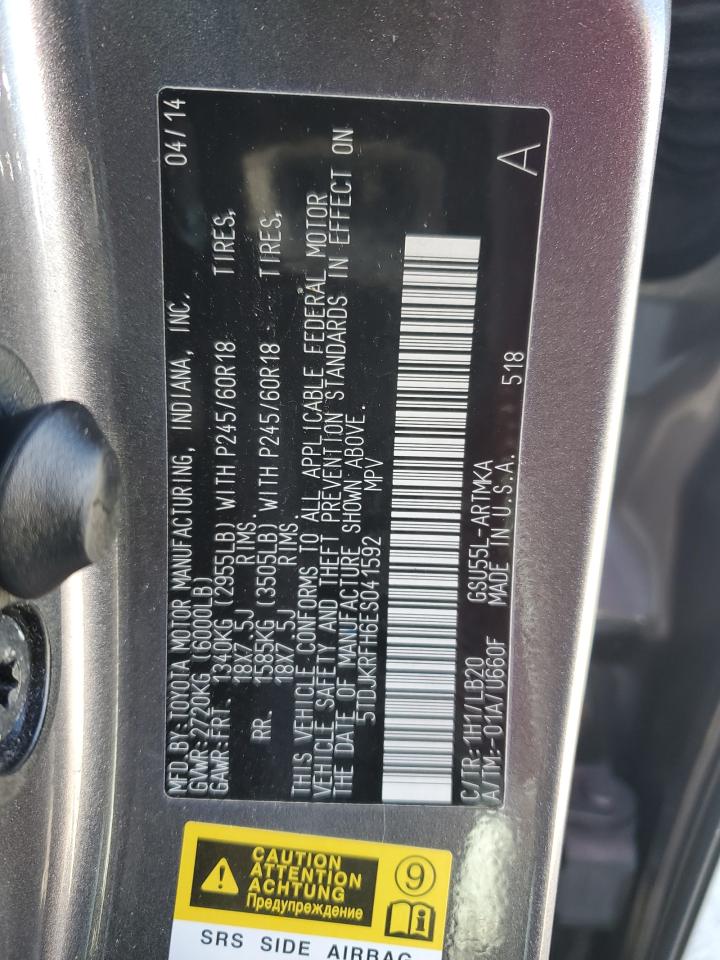 MFD.BY:TOYOTA MOTOR MANUFACTURING, INDIANA, INC. 04/14
GVWR:2720KG (6000LB)
GAWR:FRT. 1340KG (2955LB) WITH P245/60R18 TIRES,
18X7.5J RIMS.
RR. 1585KG (3505LB) WITH P245/60R18 TIRES,
18X7.5J RIMS.
THIS VEHICLE CONFORMS TO ALL APPLICABLE FEDERAL MOTOR
VEHICLE SAFETY AND THEFT PREVENTION STANDARDS IN EFFECT ON
THE DATE OF MANUFACTURE SHOWN ABOVE.
5TDJKRFH6ES041592 MPV
C/TR:1H1/LB20 GSU55L-ARTMKA A
A/TM:-01A/U660F MADE IN U.S.A. 518
CAUTION
ATTENTION
ACHTUNG
Предупреждение
9
i
SRS SIDE AIRBAG